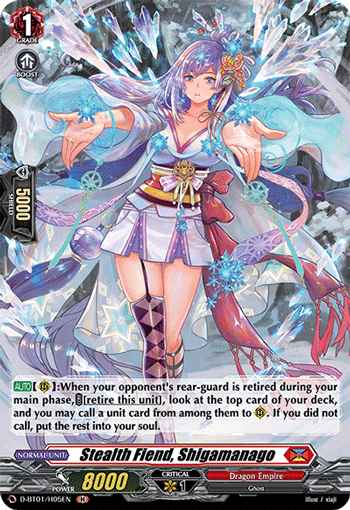 1
GRADE
BOOST
5000
SHIELD
AUTO[ ]:When your opponent's rear-guard is retired during your
main phase, [retire this unit], look at the top card of your deck,
and you may call a unit card from among them to . If you did not
call, put the rest into your soul.
NORMAL UNIT
Stealth Fiend, Shigamanago
POWER 8000
CRITICAL
1
Dragon Empire
Ghost
D-BT01/H05EN H
Illust / viaji